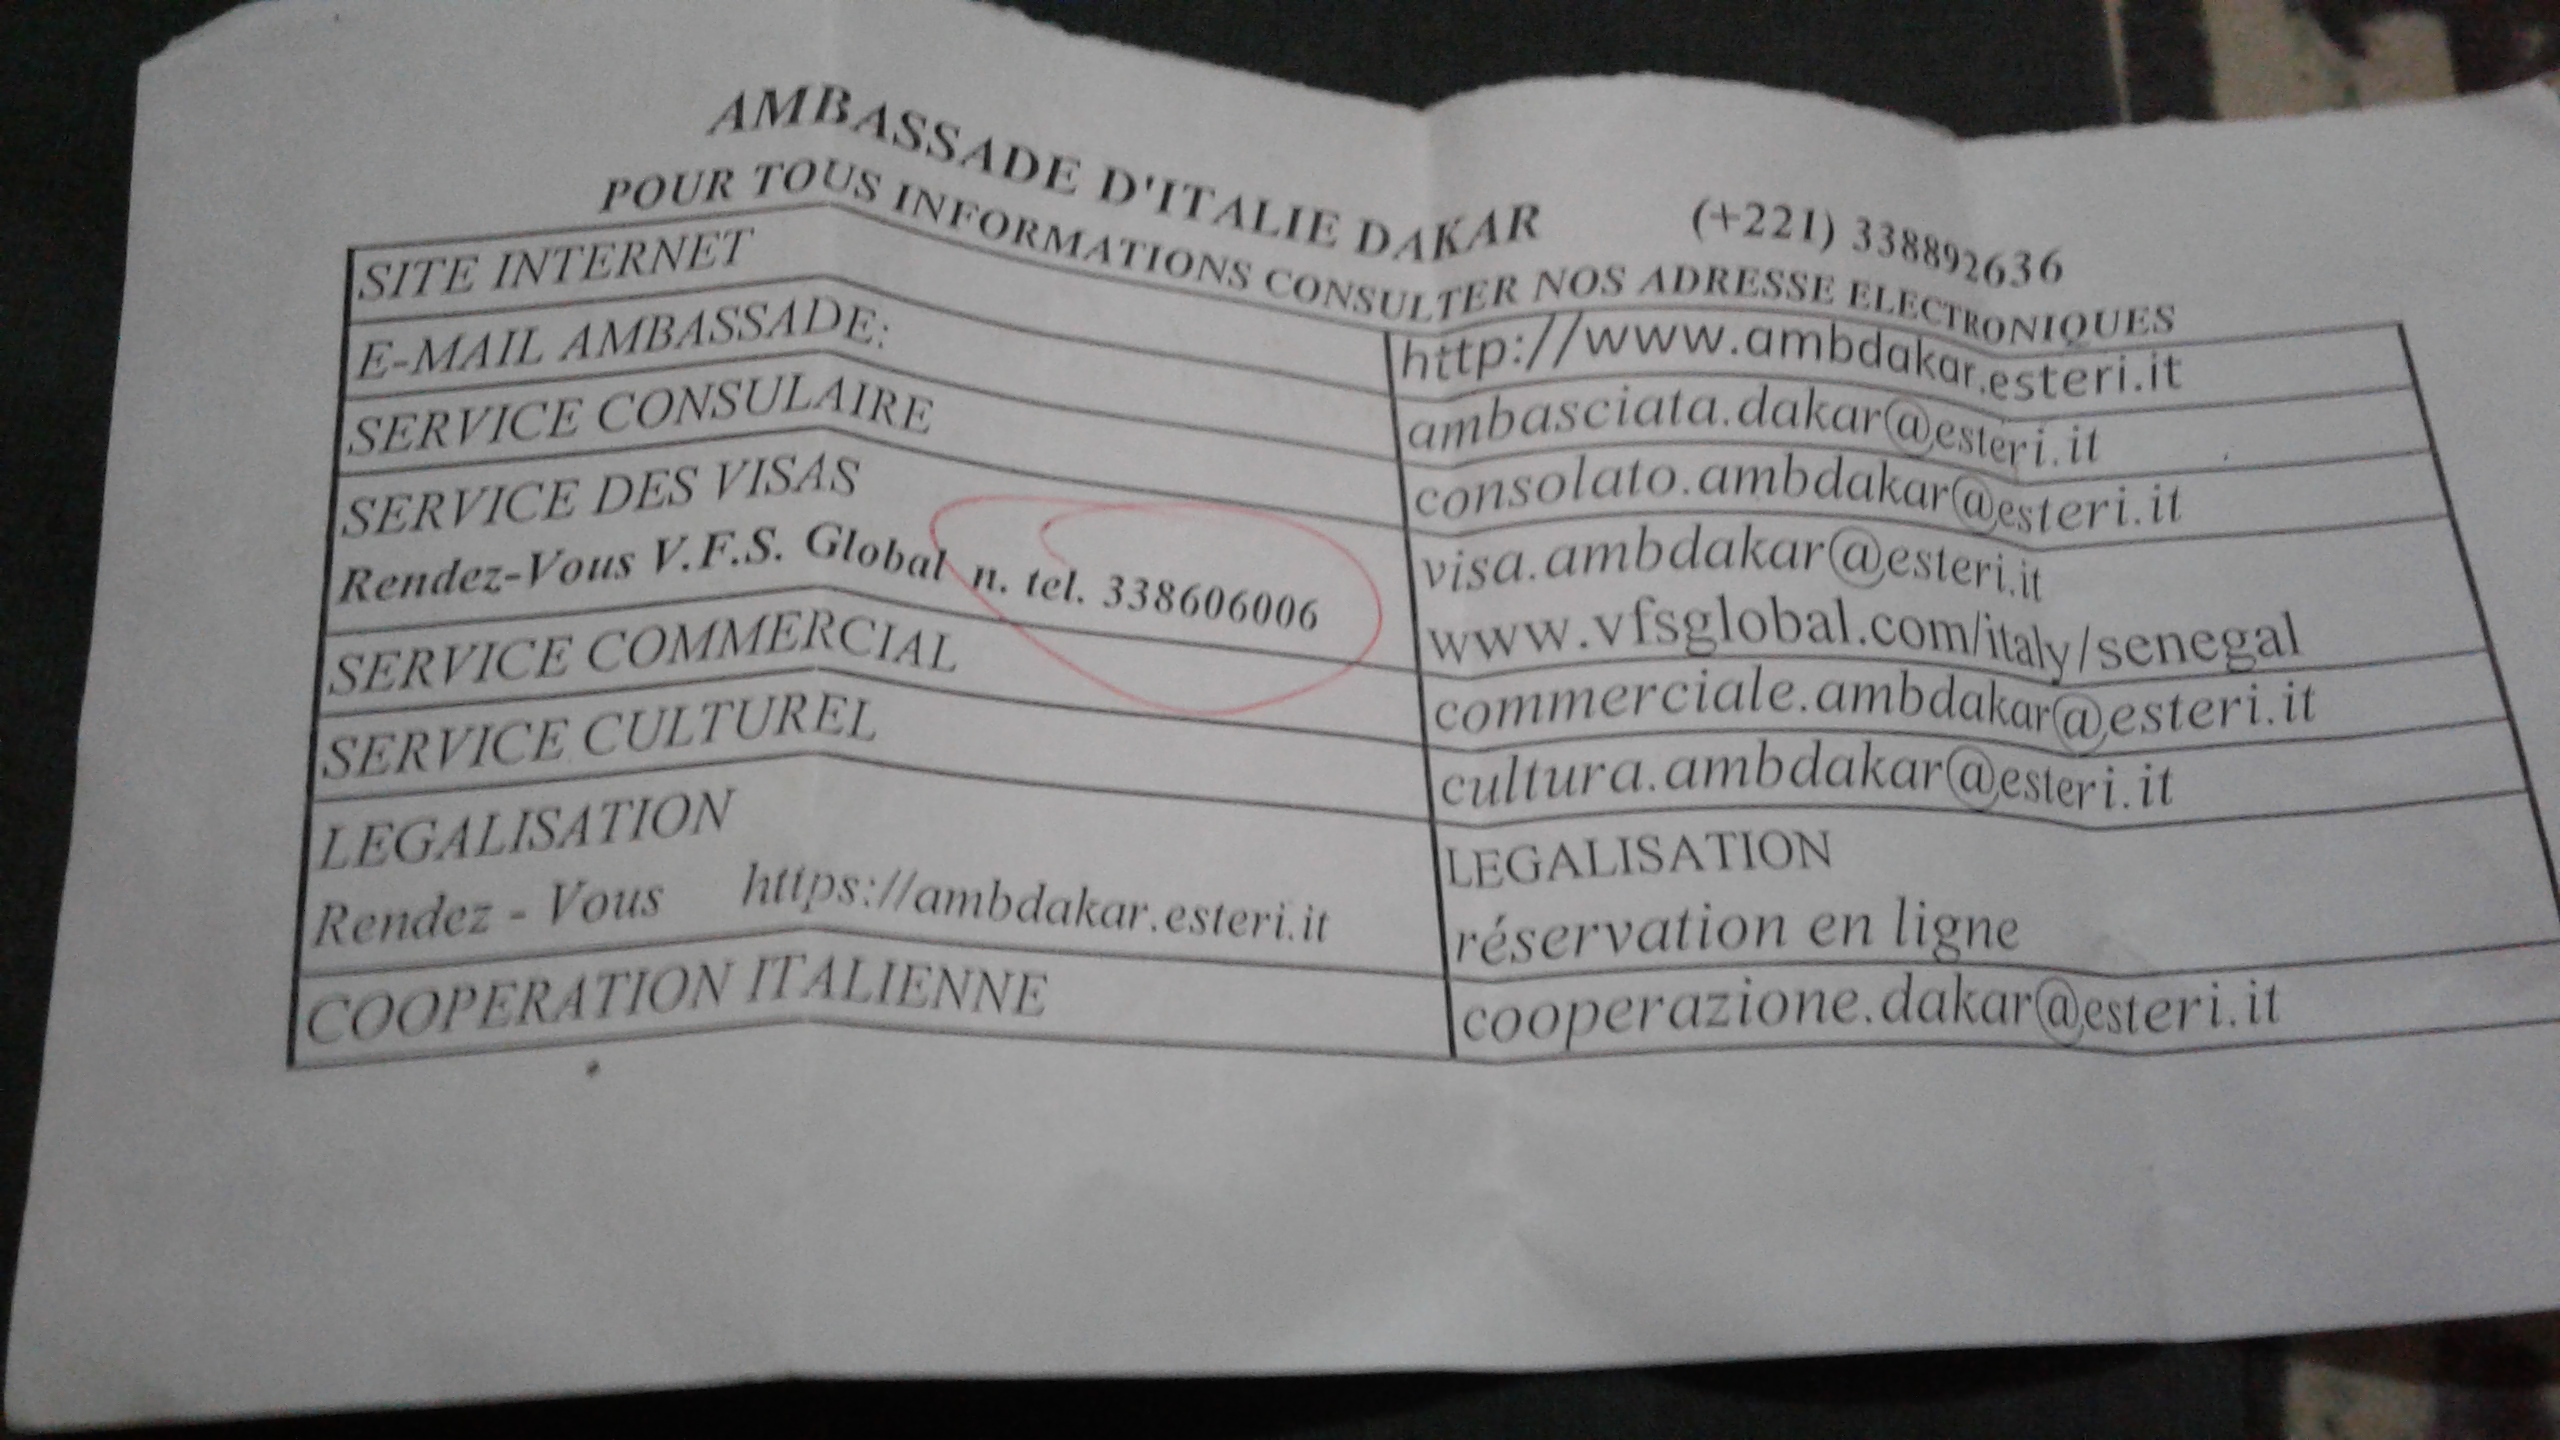 AMBASSADE D'ITALIE DAKAR (+221) 338892636
POUR TOUS INFORMATIONS CONSULTER NOS ADRESSE ELECTRONIQUES
SITE INTERNET http://www.ambdakar.esteri.it
E-MAIL AMBASSADE: ambasciata.dakar@esteri.it
SERVICE CONSULAIRE consolato.ambdakar@esteri.it
SERVICE DES VISAS visa.ambdakar@esteri.it
Rendez-Vous V.F.S. Global n. tel. 338606006 www.vfsglobal.com/italy/senegal
SERVICE COMMERCIAL commerciale.ambdakar@esteri.it
SERVICE CULTUREL cultura.ambdakar@esteri.it
LEGALISATION LEGALISATION
Rendez - Vous https://ambdakar.esteri.it réservation en ligne
COOPERATION ITALIENNE cooperazione.dakar@esteri.it